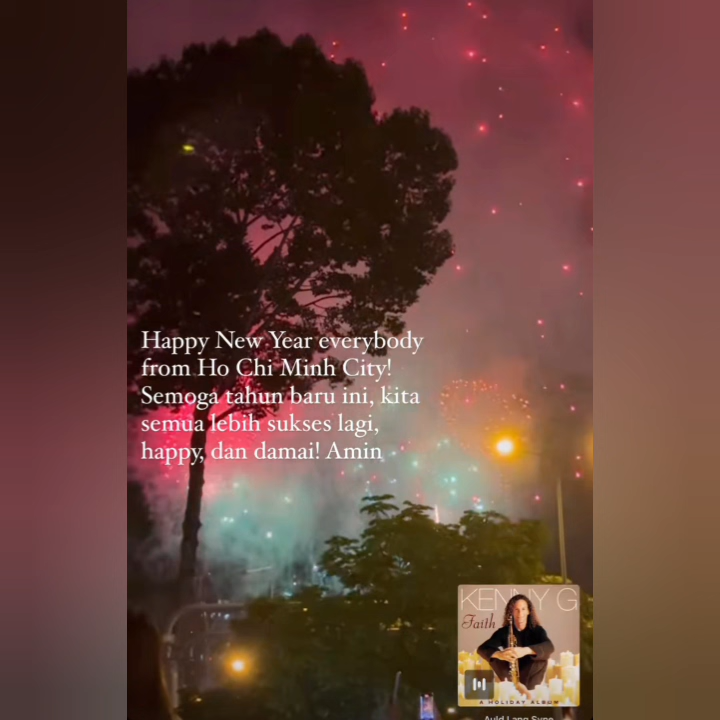 Happy New Year everybody
from Ho Chi Minh City!
Semoga tahun baru ini, kita
semua lebih sukses lagi,
happy, dan damai! Amin
KENNY G
Faith
A HOLIDAY ALBUM
Auld Lang Syne